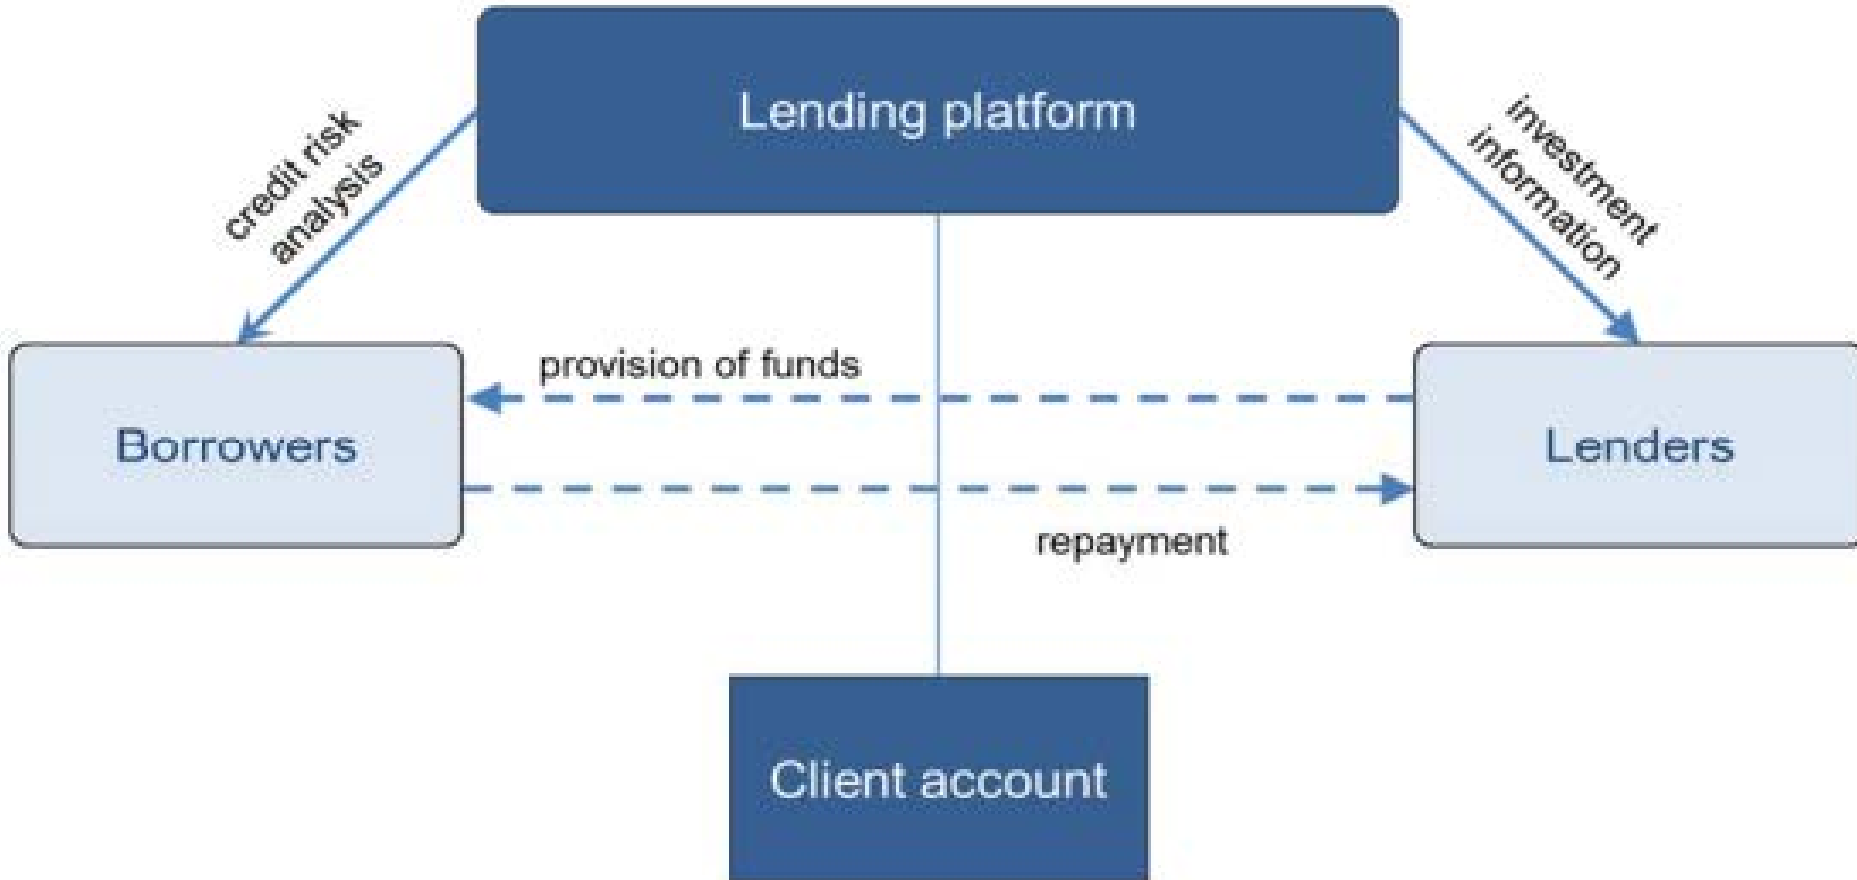 Lending platform
credit risk
analysis
investment
information
provision of funds
Borrowers
Lenders
repayment
Client account